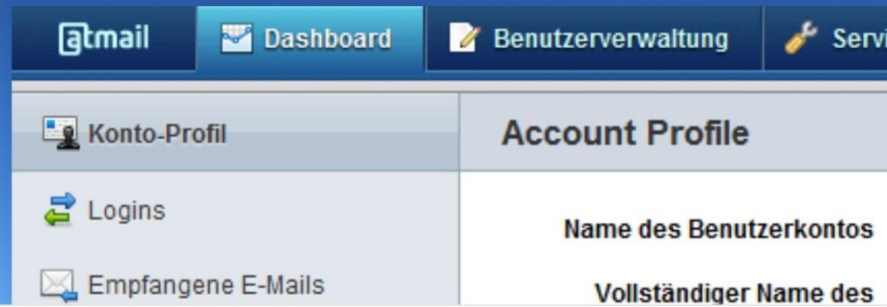 atmail Dashboard Benutzerverwaltung
Konto-Profil
Account Profile
Logins
Name des Benutzerkontos
Empfangene E-Mails
Vollständiger Name des